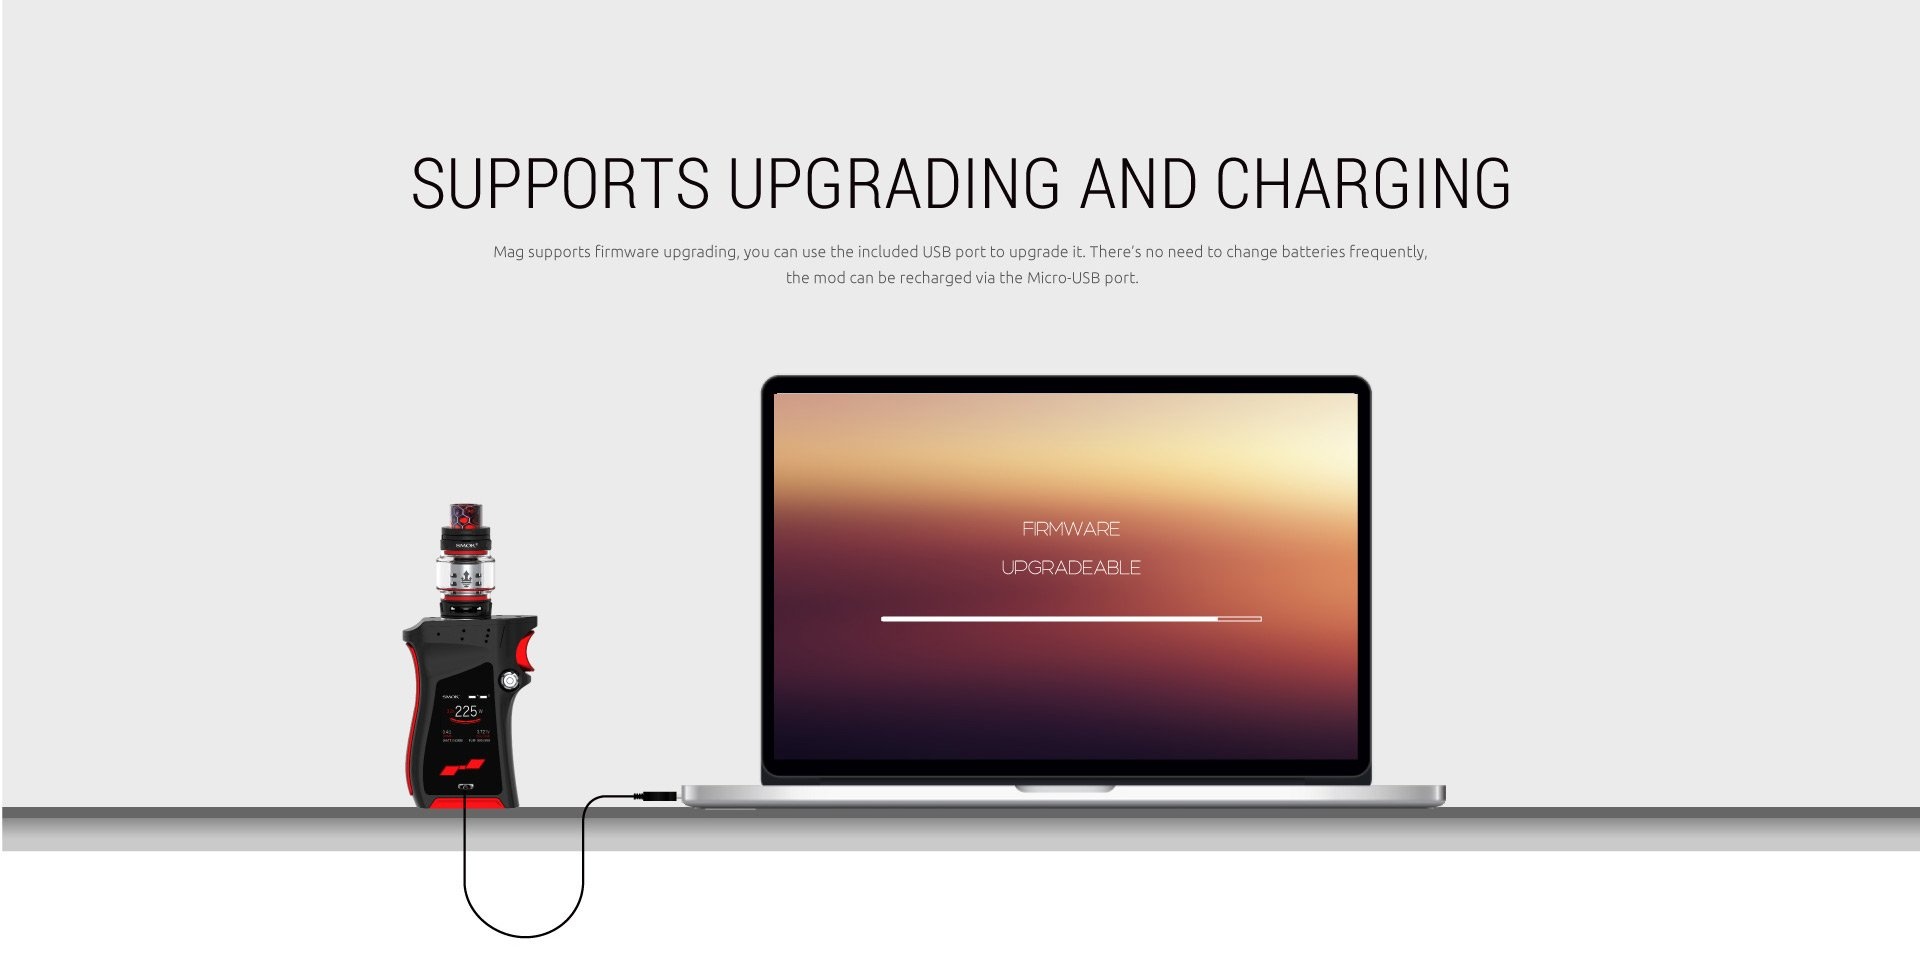 SUPPORTS UPGRADING AND CHARGING
Mag supports firmware upgrading, you can use the included USB port to upgrade it. There's no need to change batteries frequently,
the mod can be recharged via the Micro-USB port.
FIRMWARE
UPGRADEABLE
SMOK
SMOK
225 W